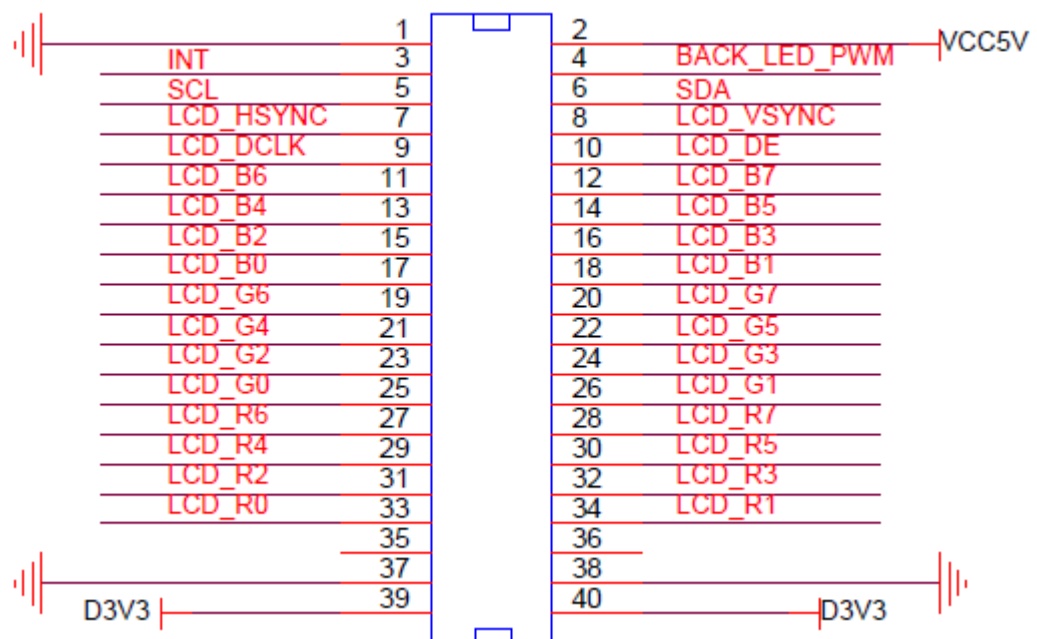 1 2 VCC5V
INT 3 4 BACK_LED_PWM
SCL 5 6 SDA
LCD_HSYNC 7 8 LCD_VSYNC
LCD_DCLK 9 10 LCD_DE
LCD_B6 11 12 LCD_B7
LCD_B4 13 14 LCD_B5
LCD_B2 15 16 LCD_B3
LCD_B0 17 18 LCD_B1
LCD_G6 19 20 LCD_G7
LCD_G4 21 22 LCD_G5
LCD_G2 23 24 LCD_G3
LCD_G0 25 26 LCD_G1
LCD_R6 27 28 LCD_R7
LCD_R4 29 30 LCD_R5
LCD_R2 31 32 LCD_R3
LCD_R0 33 34 LCD_R1
35 36
37 38
D3V3 39 40 D3V3